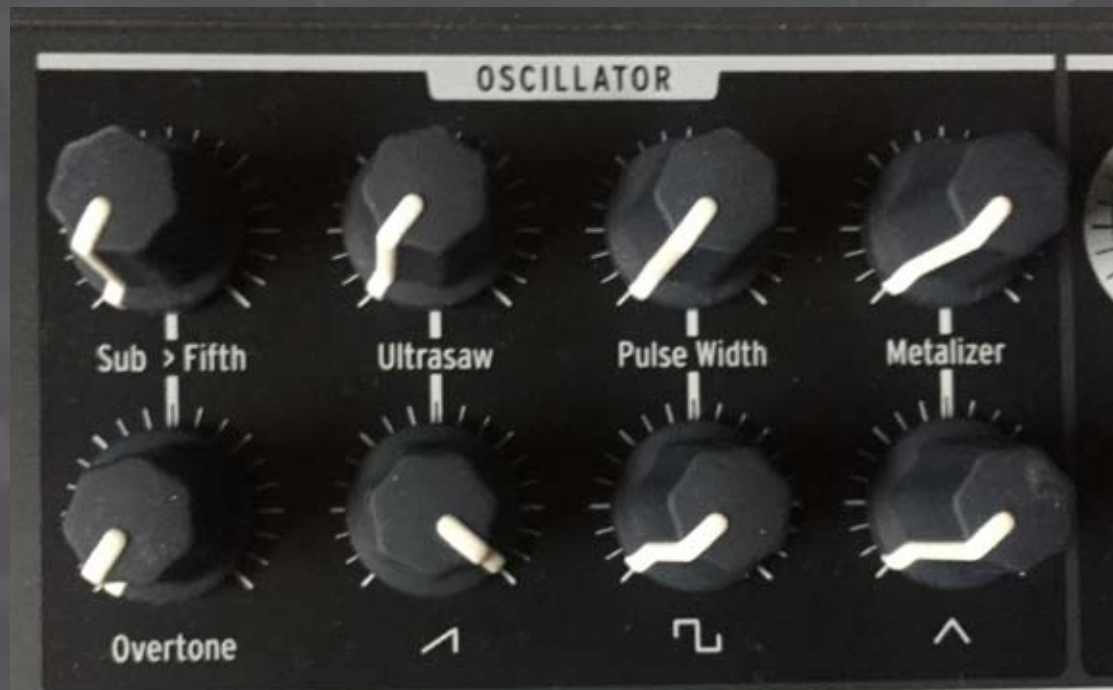 OSCILLATOR
Sub > Fifth
Ultrasaw
Pulse Width
Metalizer
Overtone